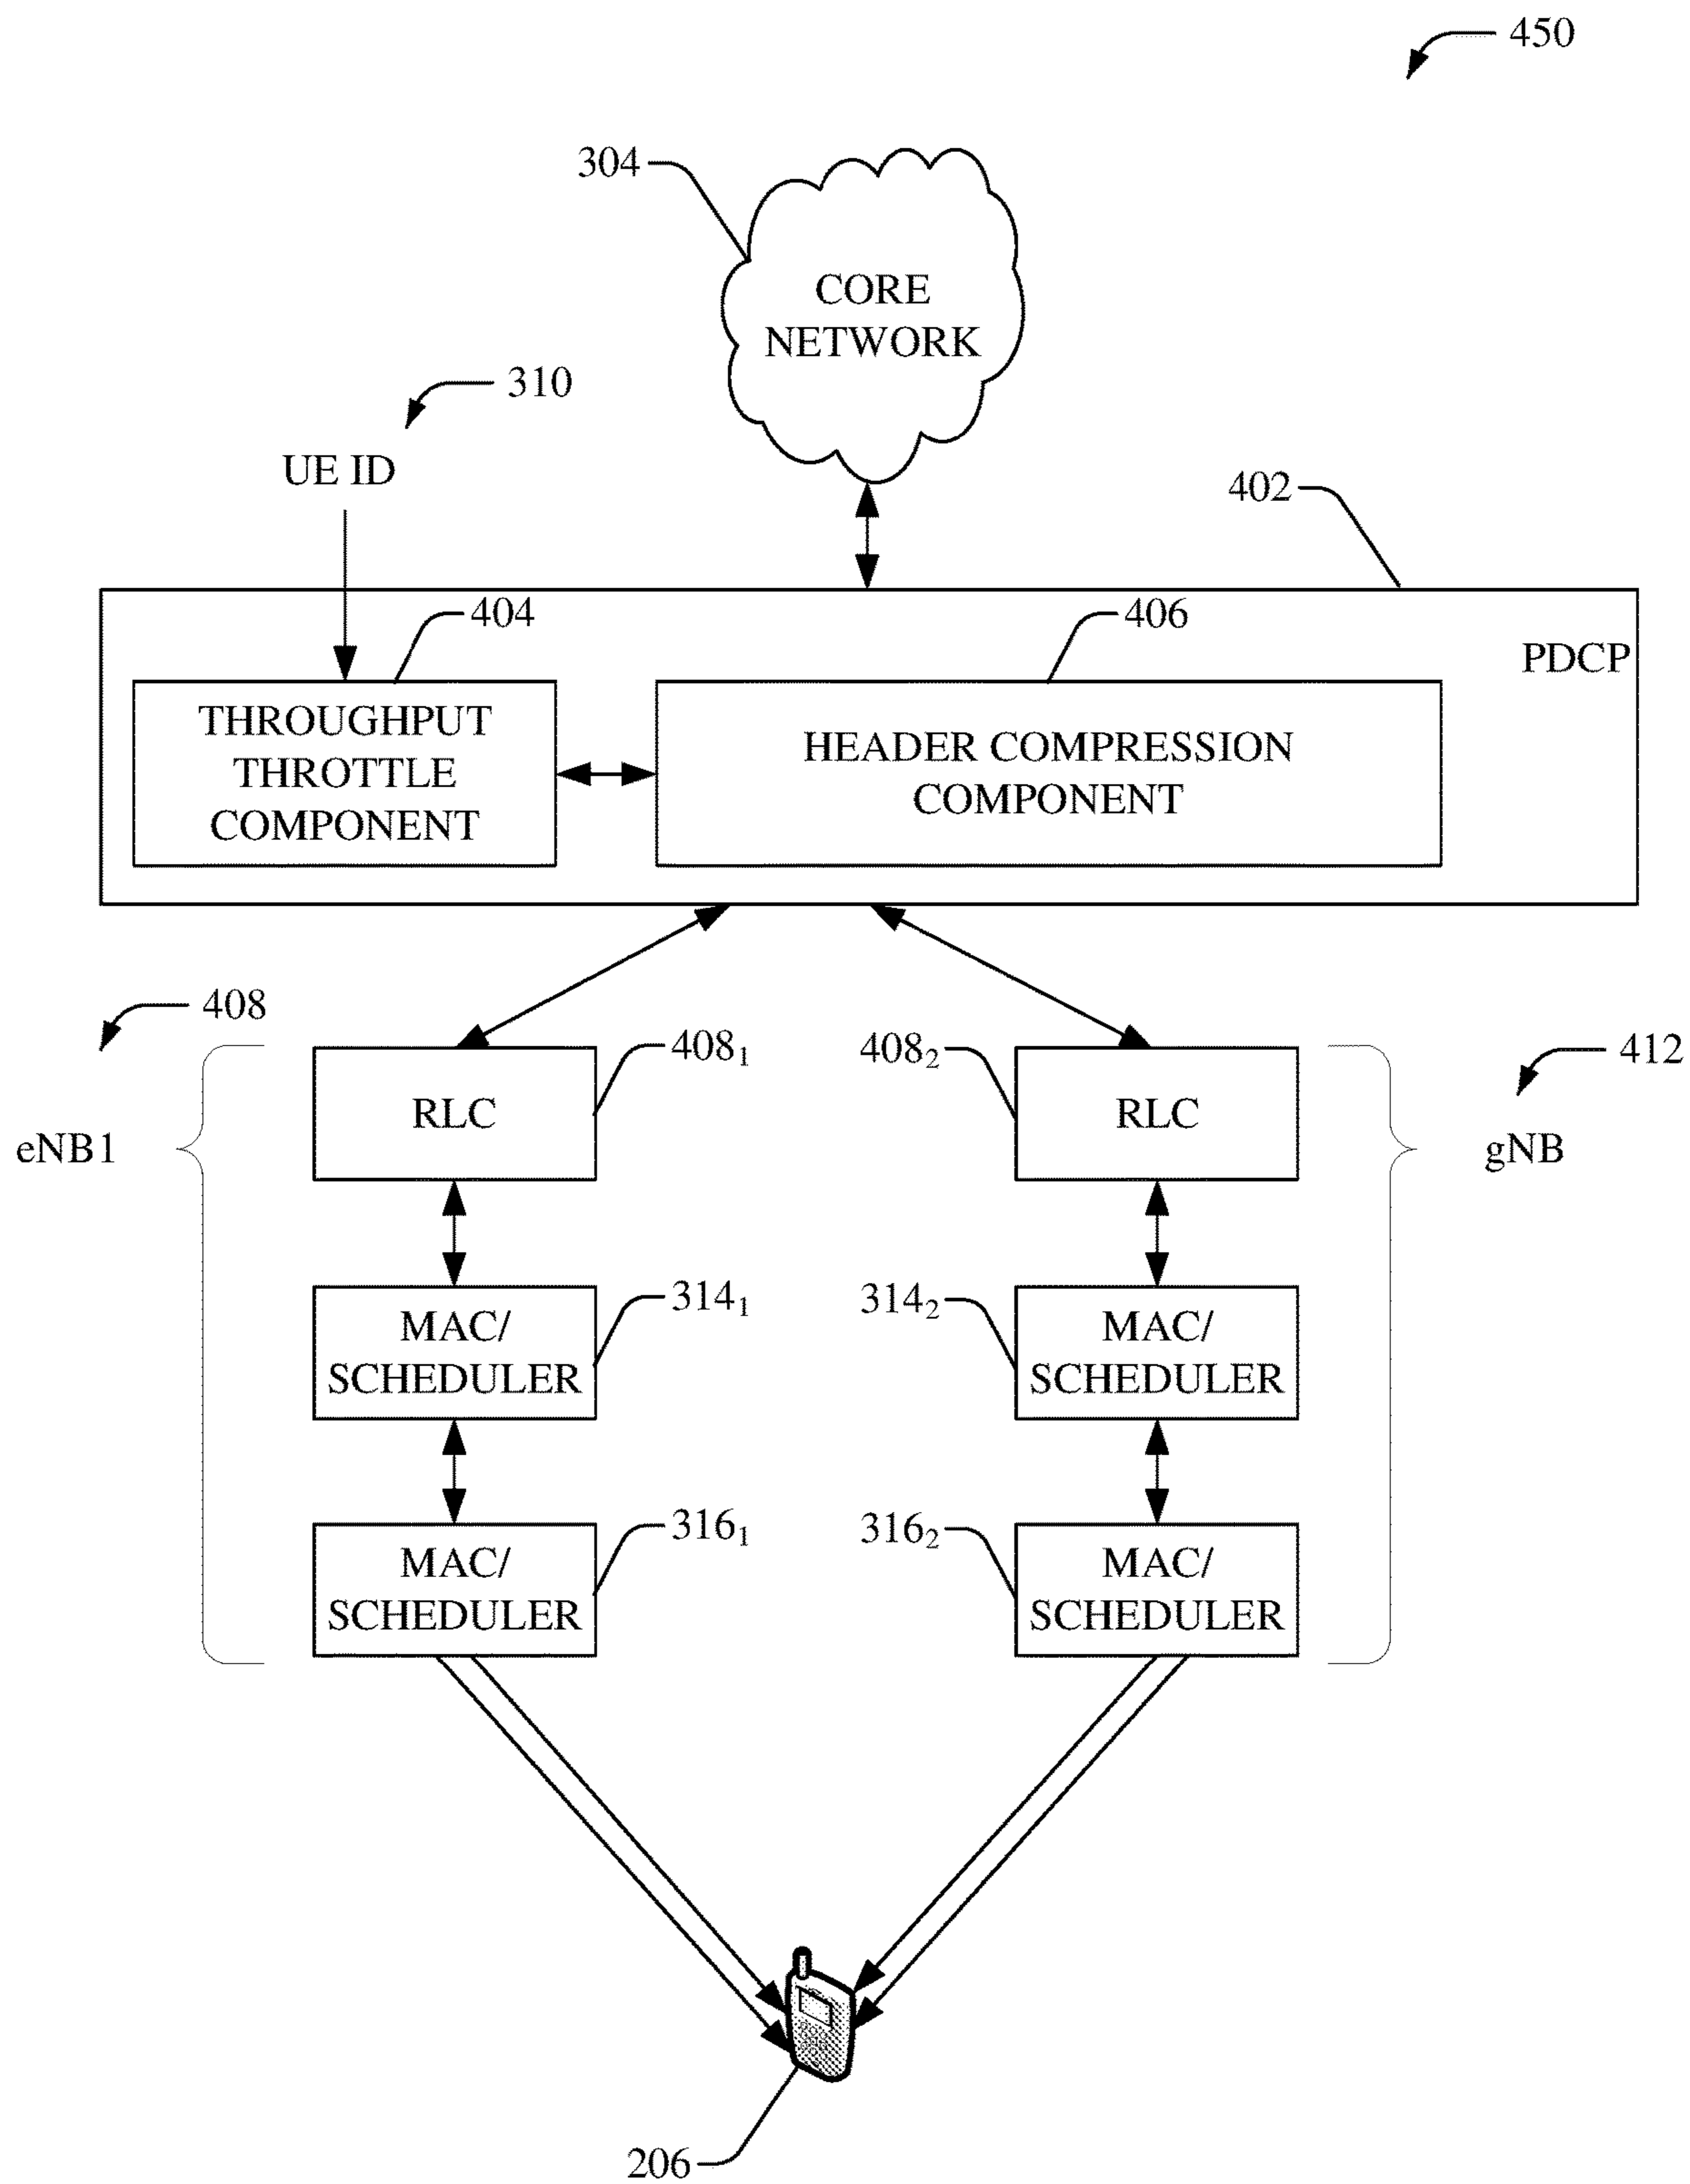 450
304
CORE
NETWORK
310
UE ID
402
404
406
PDCP
THROUGHPUT
THROTTLE
COMPONENT
HEADER COMPRESSION
COMPONENT
408
408₁
408₂
412
RLC
RLC
eNB1
gNB
314₁
314₂
MAC/
SCHEDULER
MAC/
SCHEDULER
316₁
316₂
MAC/
SCHEDULER
MAC/
SCHEDULER
206